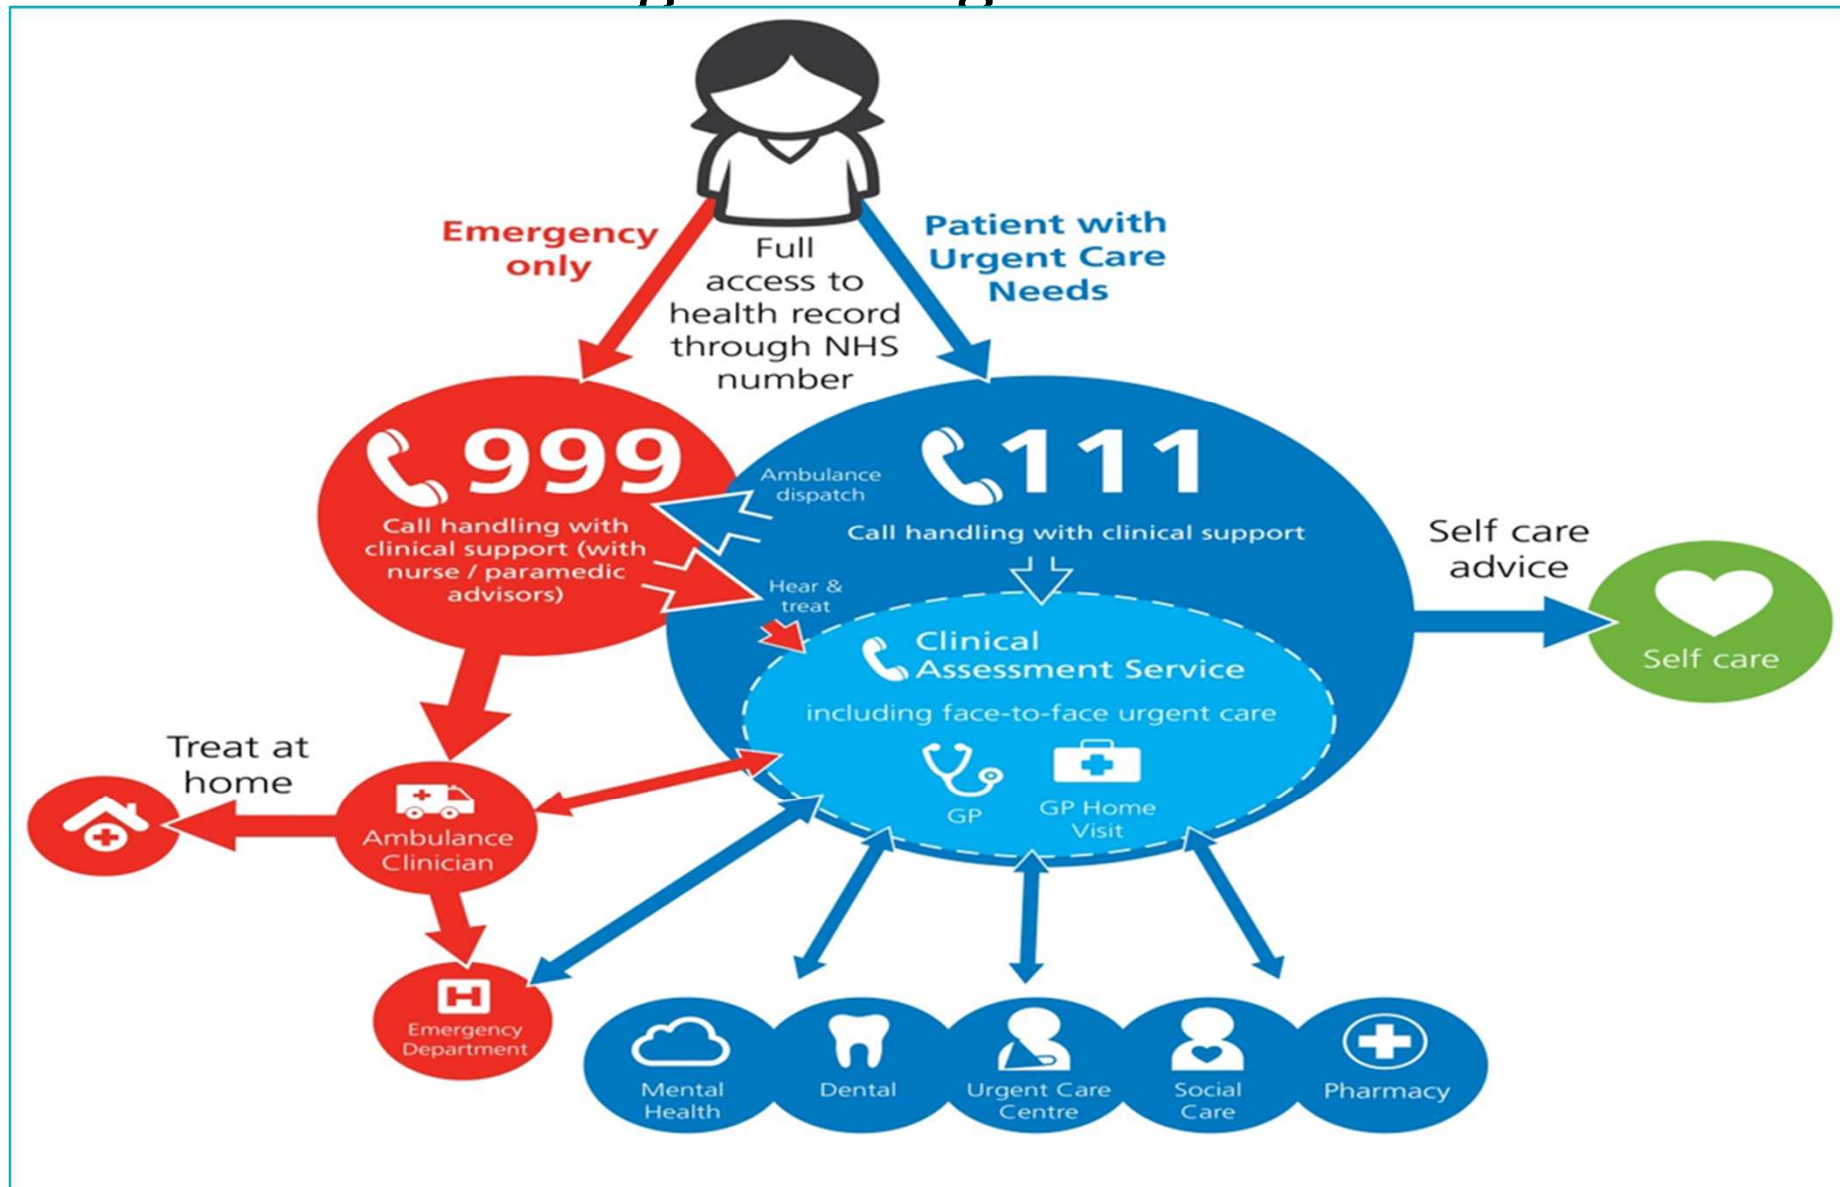 Emergency
only
Full
access to
health record
through NHS
number
Patient with
Urgent Care
Needs
999
Call handling with
clinical support (with
nurse / paramedic
advisors)
Ambulance
dispatch
Hear &
treat
111
Call handling with clinical support
Clinical
Assessment Service
including face-to-face urgent care
GP
GP Home
Visit
Self care
advice
Self care
Treat at
home
Ambulance
Clinician
H
Emergency
Department
Mental
Health
Dental
Urgent Care
Centre
Social
Care
Pharmacy